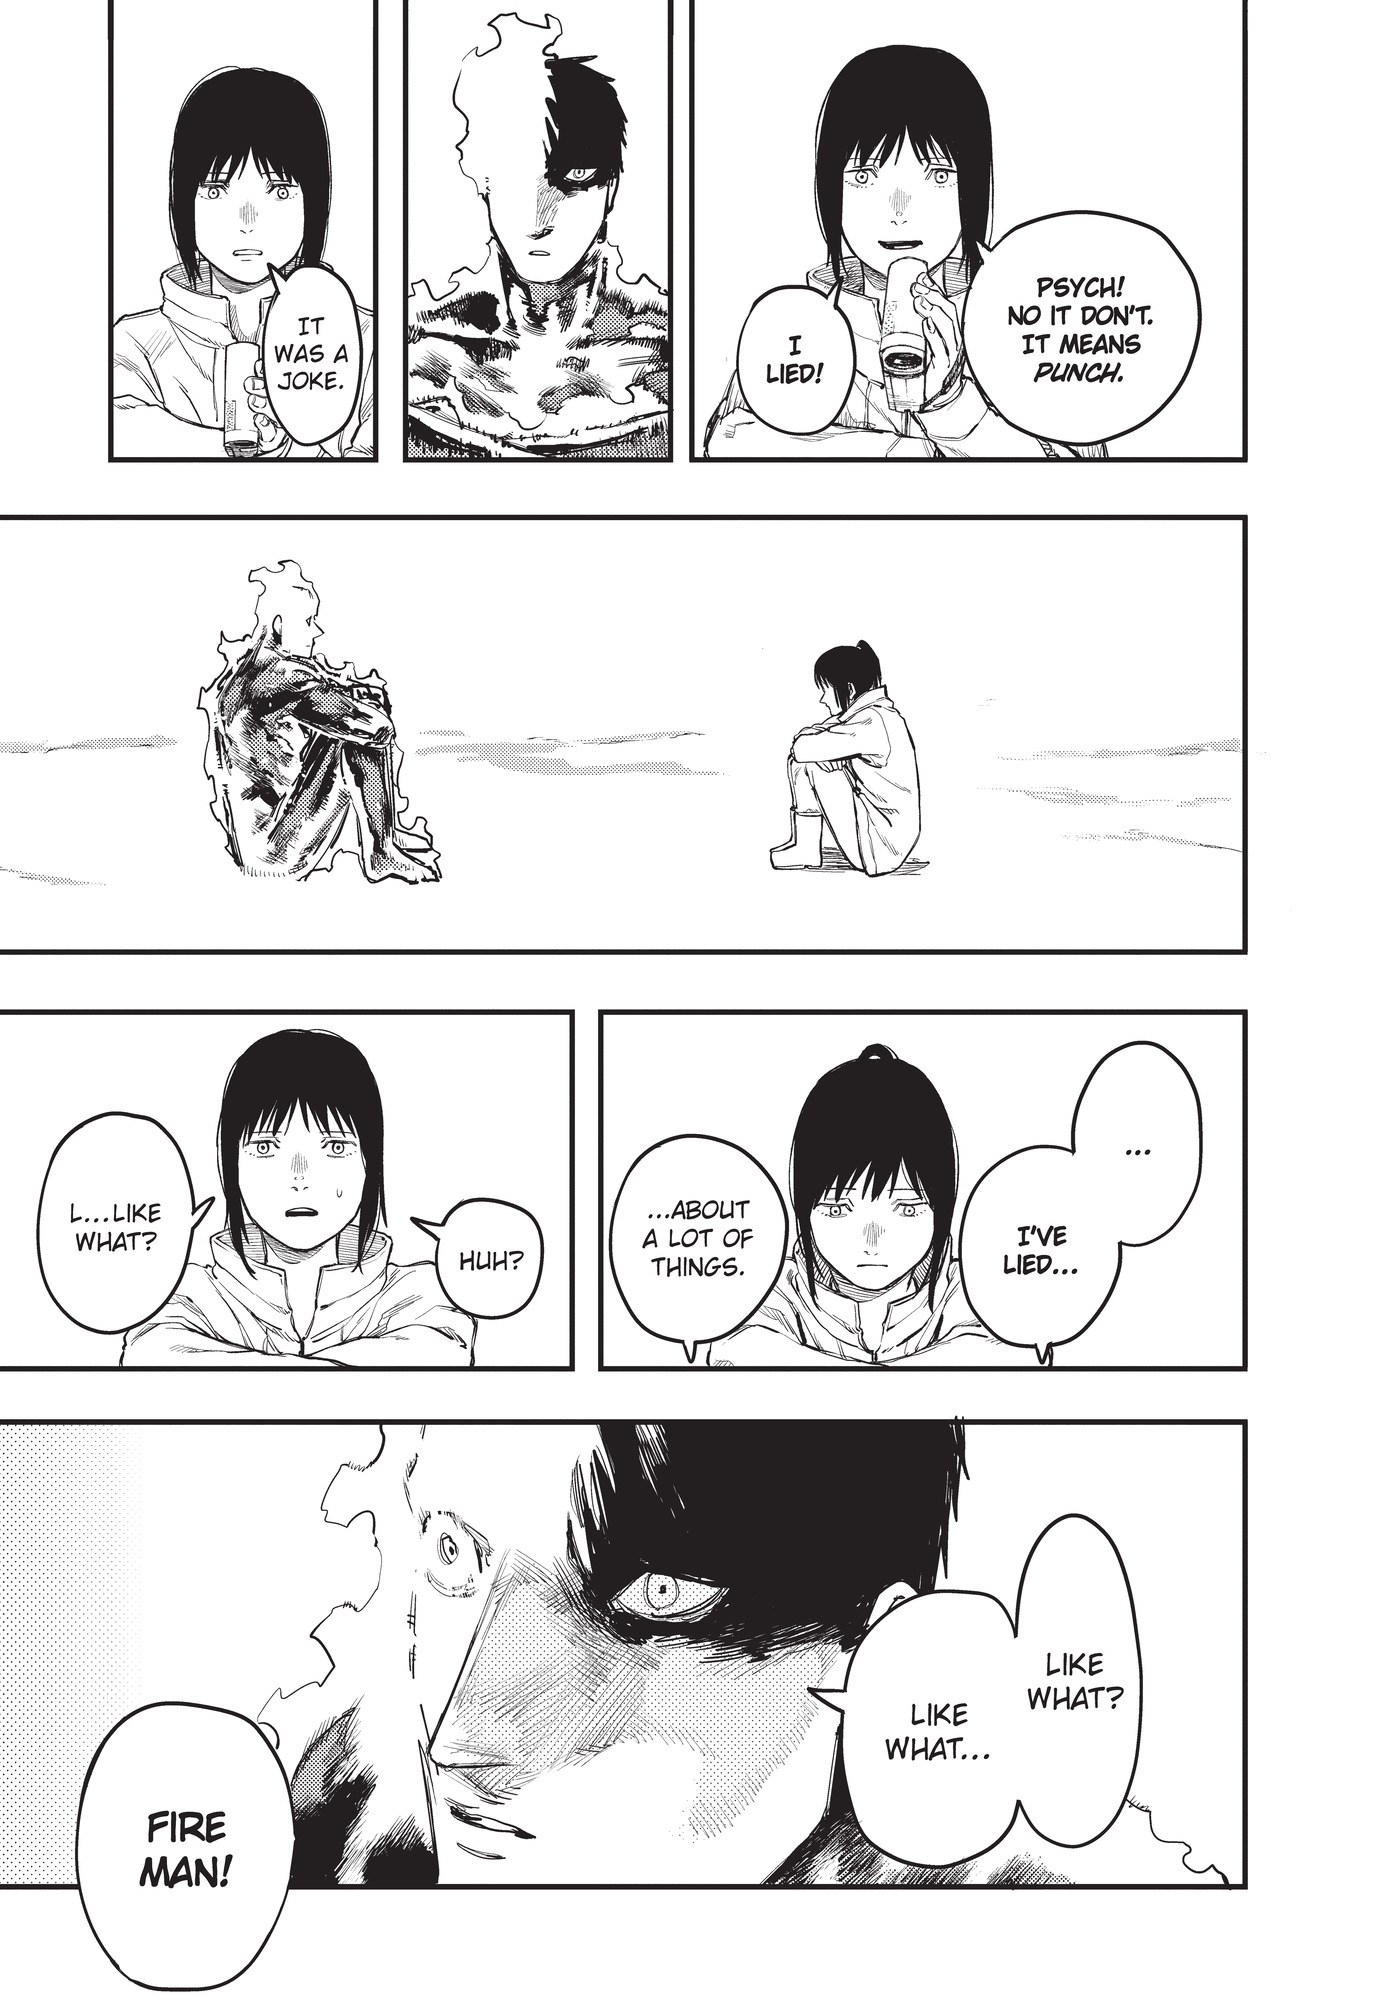 PSYCH!
NO IT DON'T.
IT MEANS
PUNCH.
I
LIED!
IT
WAS A
JOKE.
...
I'VE
LIED...
...ABOUT
A LOT OF
THINGS.
HUH?
L...LIKE
WHAT?
LIKE
WHAT?
LIKE
WHAT...
FIRE
MAN!